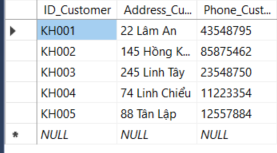 ID_Customer Address_Cu... Phone_Cust...
KH001 22 Lâm An 43548795
KH002 145 Hồng K... 85875462
KH003 245 Linh Tây 23548750
KH004 74 Linh Chiểu 11223354
KH005 88 Tân Lập 12557884
NULL NULL NULL